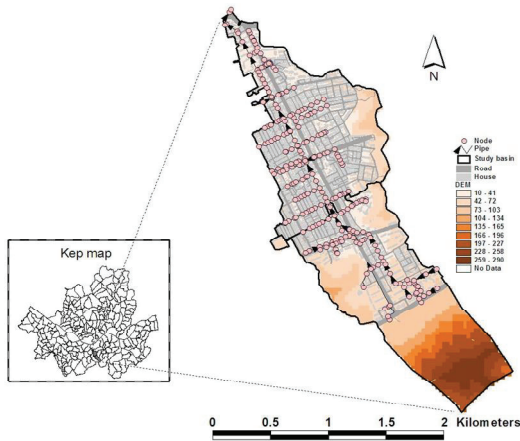 N
Node
Pipe
Study basin
Road
House
DEM
10 - 41
42 - 72
73 - 103
104 - 134
135 - 165
166 - 196
197 - 227
228 - 258
259 - 290
No Data
Kep map
0 0.5 1 1.5 2 Kilometers